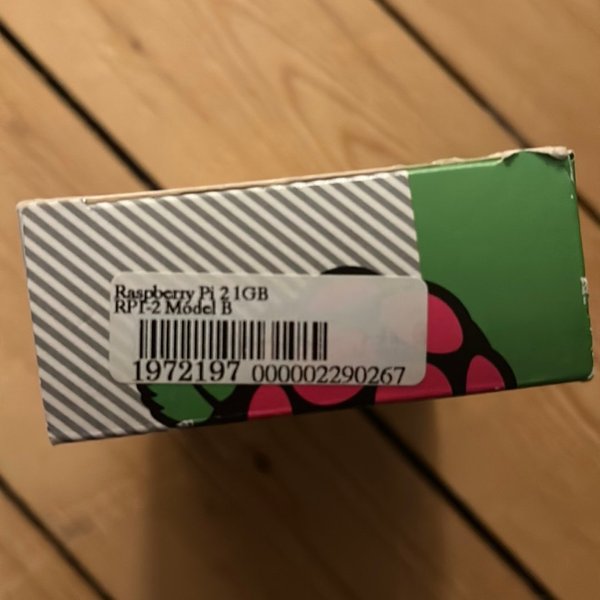 Raspberry Pi 2 1GB
RPI-2 Model B
1972197 000002290267